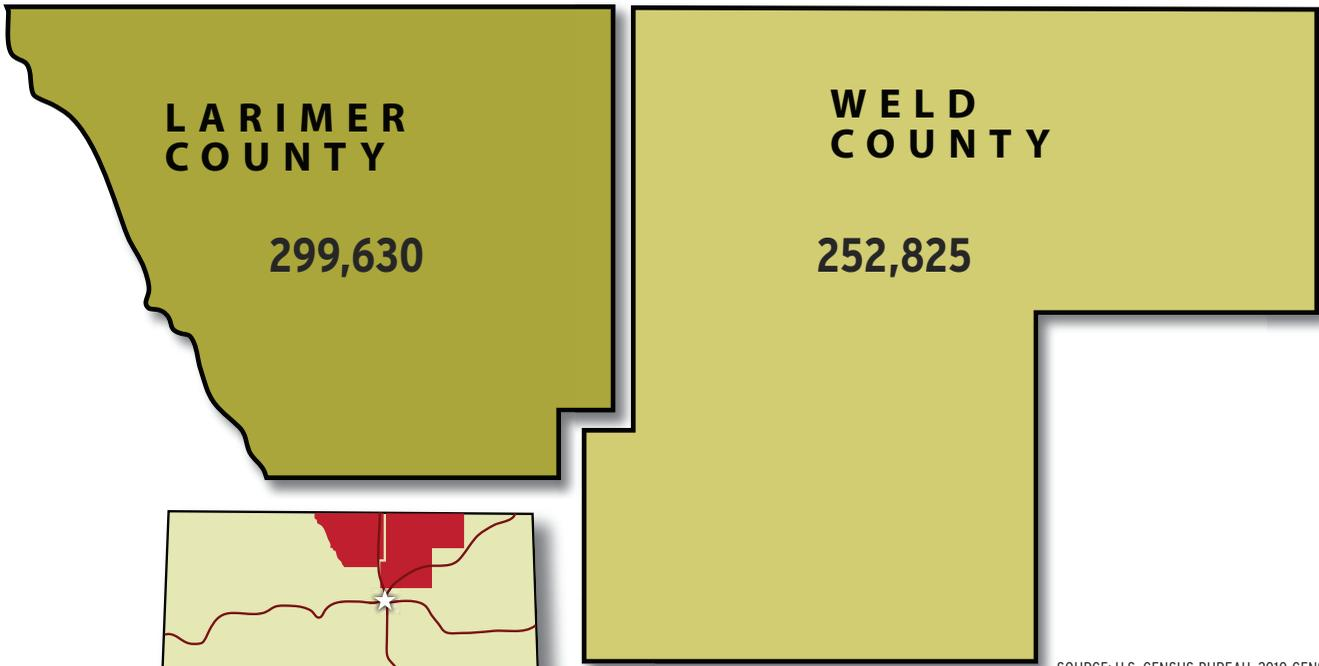 LARIMER
COUNTY
299,630
WELD
COUNTY
252,825
SOURCE: U.S. CENSUS BUREAU, 2010